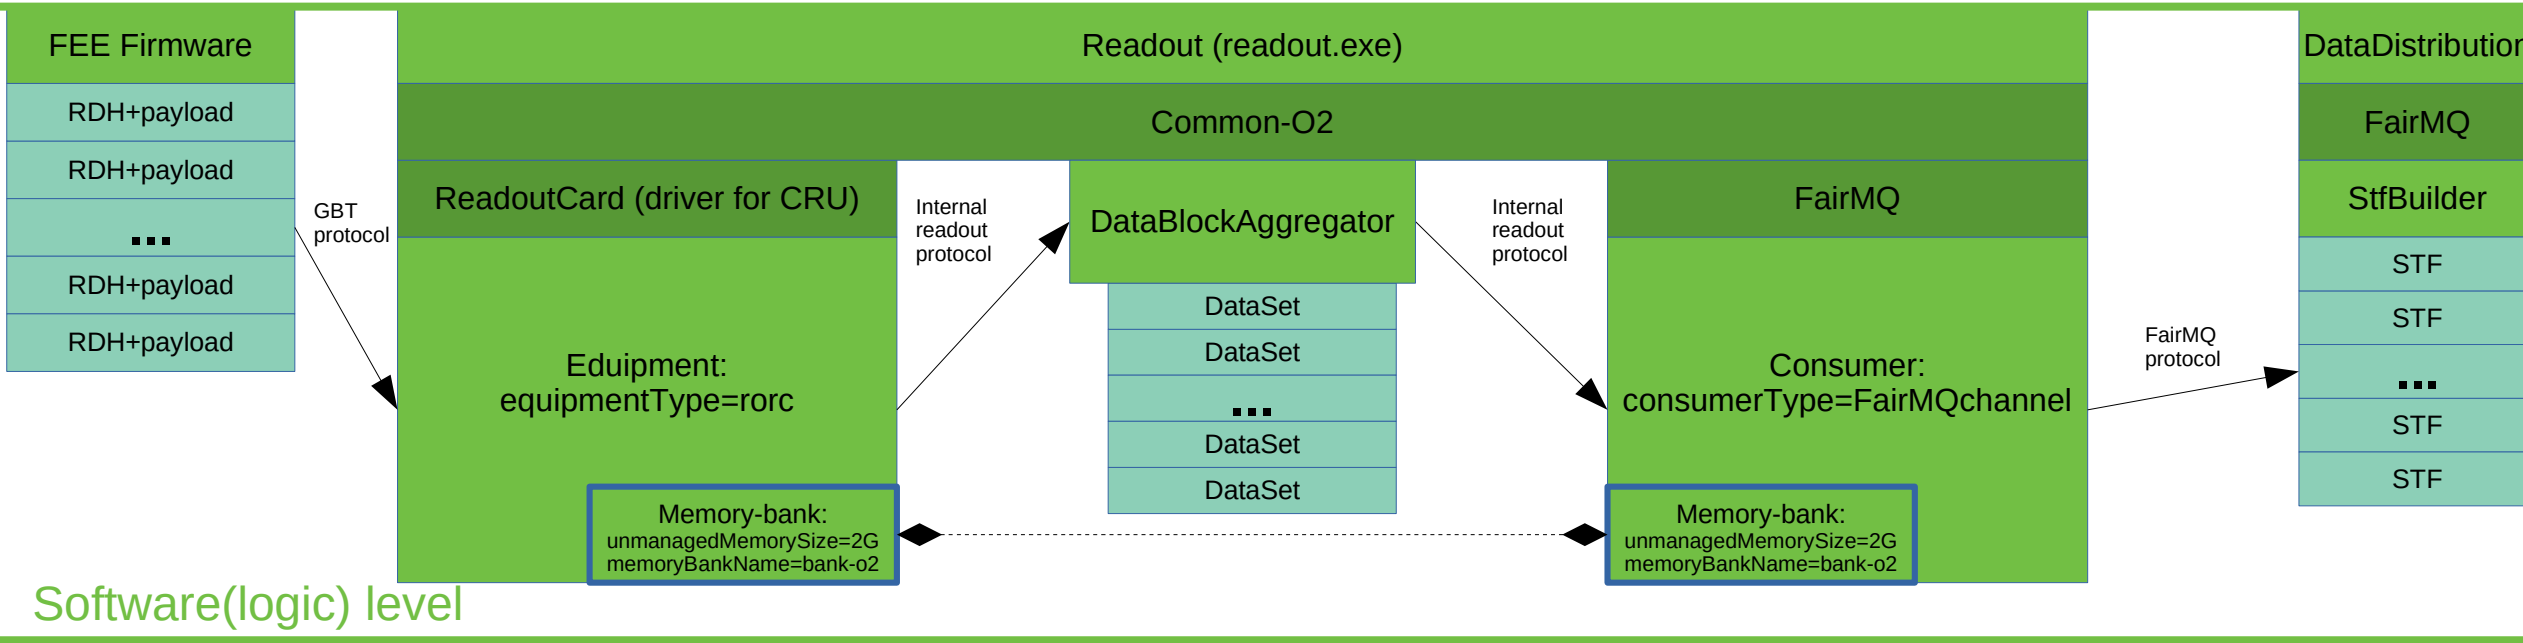 FEE Firmware
RDH+payload
RDH+payload
...
RDH+payload
RDH+payload
GBT
protocol
Readout (readout.exe)
Common-O2
ReadoutCard (driver for CRU)
Eduipment:
equipmentType=rorc
Memory-bank:
unmanagedMemorySize=2G
memoryBankName=bank-o2
Internal
readout
protocol
DataBlockAggregator
DataSet
DataSet
...
DataSet
DataSet
Internal
readout
protocol
FairMQ
Consumer:
consumerType=FairMQchannel
Memory-bank:
unmanagedMemorySize=2G
memoryBankName=bank-o2
FairMQ
protocol
DataDistribution
FairMQ
StfBuilder
STF
STF
...
STF
STF
Software(logic) level